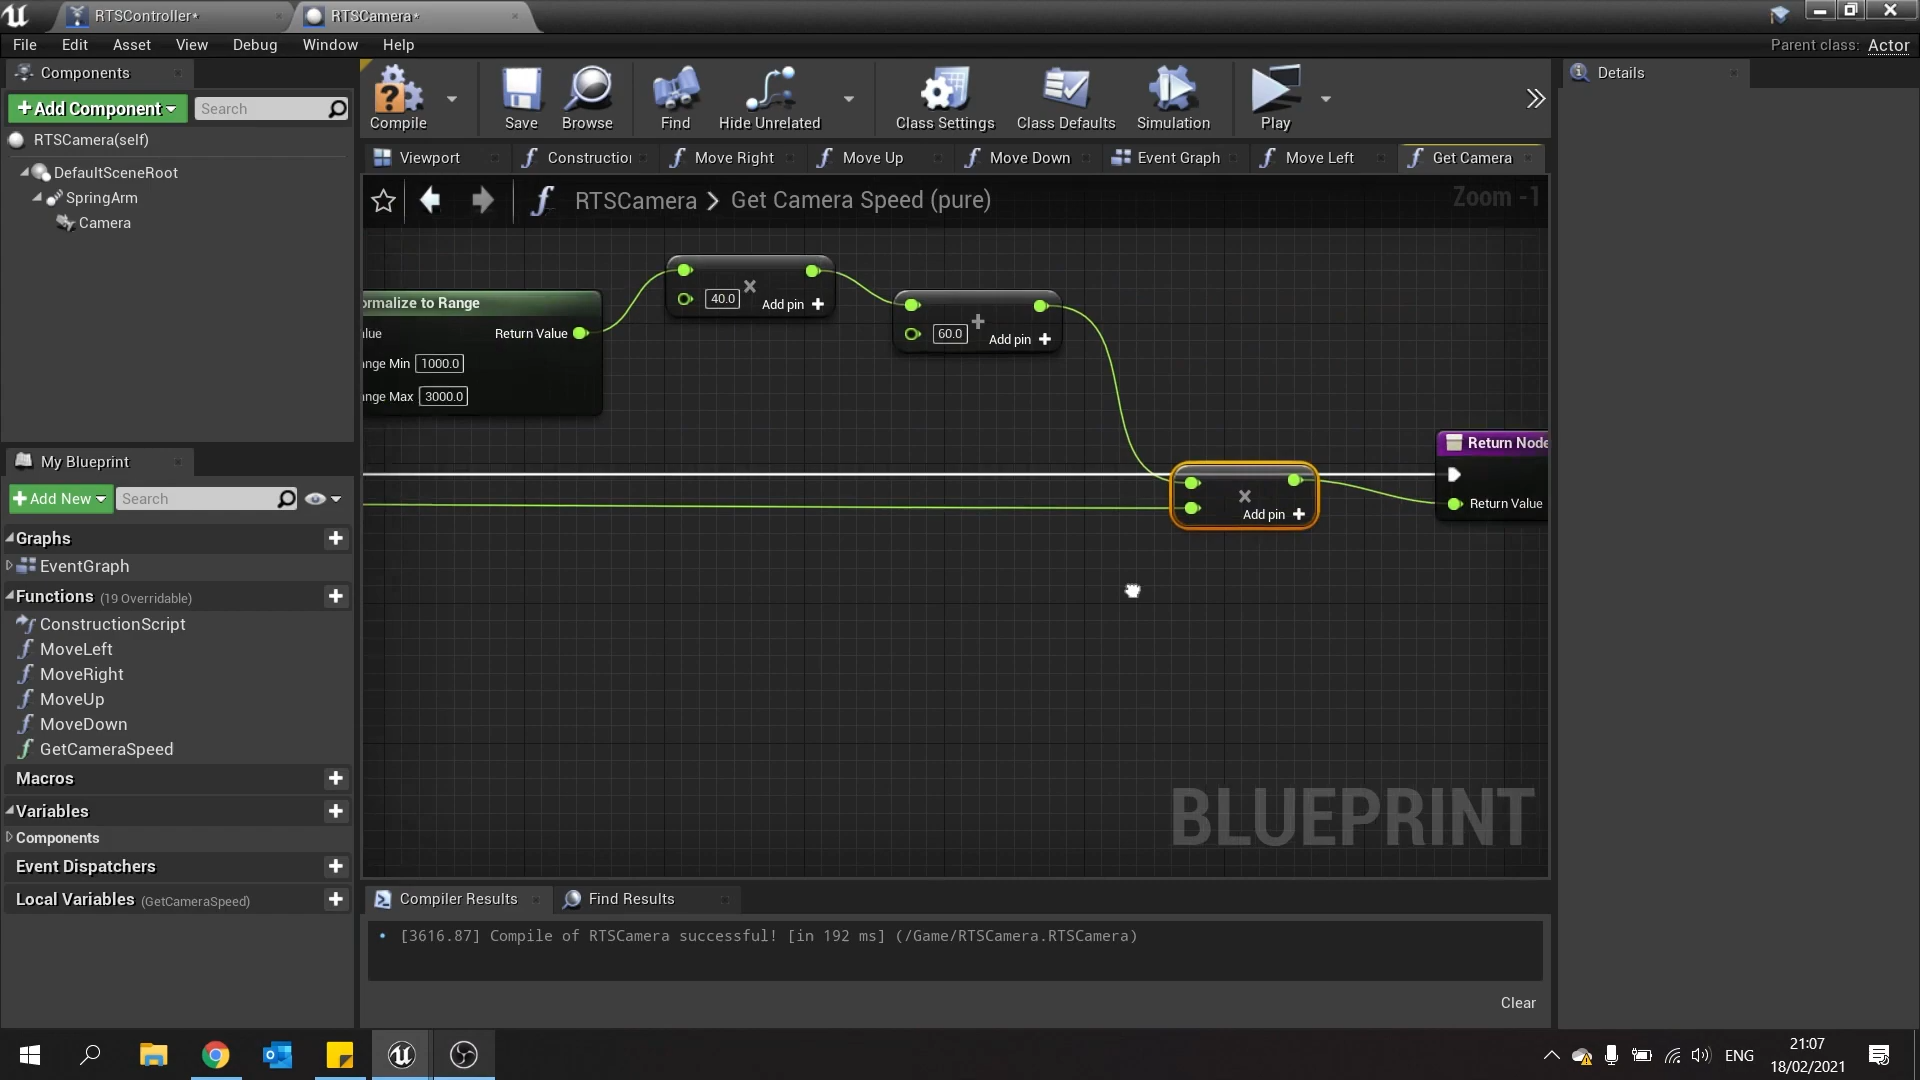 RTSController*
RTSCamera*
File Edit Asset View Debug Window Help
Parent class: Actor
Components
+Add Component
Search
RTSCamera(self)
DefaultSceneRoot
SpringArm
Camera
Compile
Save
Browse
Find
Hide Unrelated
Class Settings
Class Defaults
Simulation
Play
Details
Viewport
Constructio
Move Right
Move Up
Move Down
Event Graph
Move Left
Get Camera
RTSCamera > Get Camera Speed (pure)
Zoom -1
ormalize to Range
alue
Return Value
ange Min 1000.0
ange Max 3000.0
40.0
Add pin +
60.0
Add pin +
Add pin +
Return Node
Return Value
BLUEPRINT
My Blueprint
+Add New
Search
Graphs
EventGraph
Functions (19 Overridable)
ConstructionScript
MoveLeft
MoveRight
MoveUp
MoveDown
GetCameraSpeed
Macros
Variables
Components
Event Dispatchers
Local Variables (GetCameraSpeed)
Compiler Results
Find Results
[3616.87] Compile of RTSCamera successful! [in 192 ms] (/Game/RTSCamera.RTSCamera)
Clear
ENG
21:07
18/02/2021